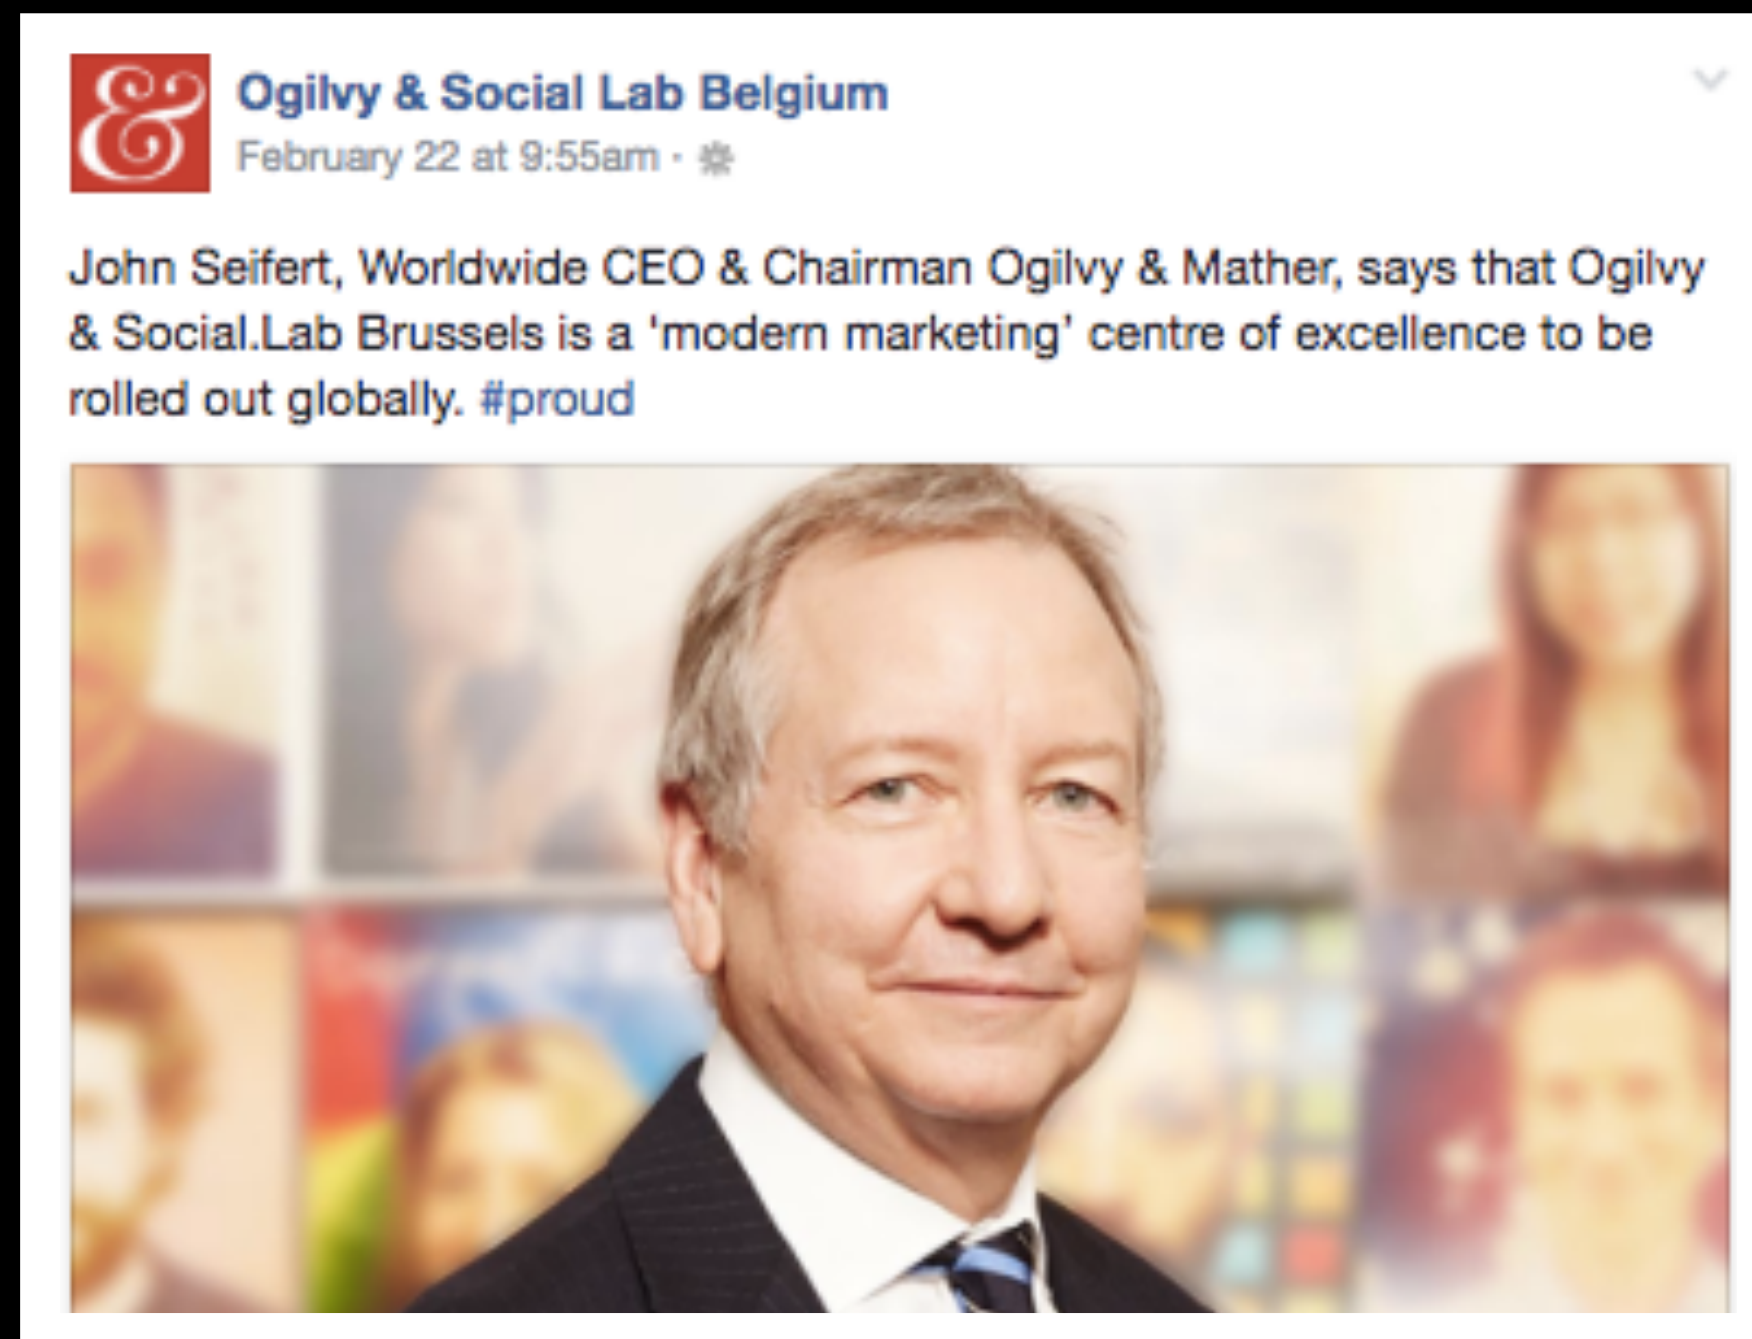 &
Ogilvy & Social Lab Belgium
February 22 at 9:55am ·
John Seifert, Worldwide CEO & Chairman Ogilvy & Mather, says that Ogilvy
& Social.Lab Brussels is a 'modern marketing’ centre of excellence to be
rolled out globally. #proud